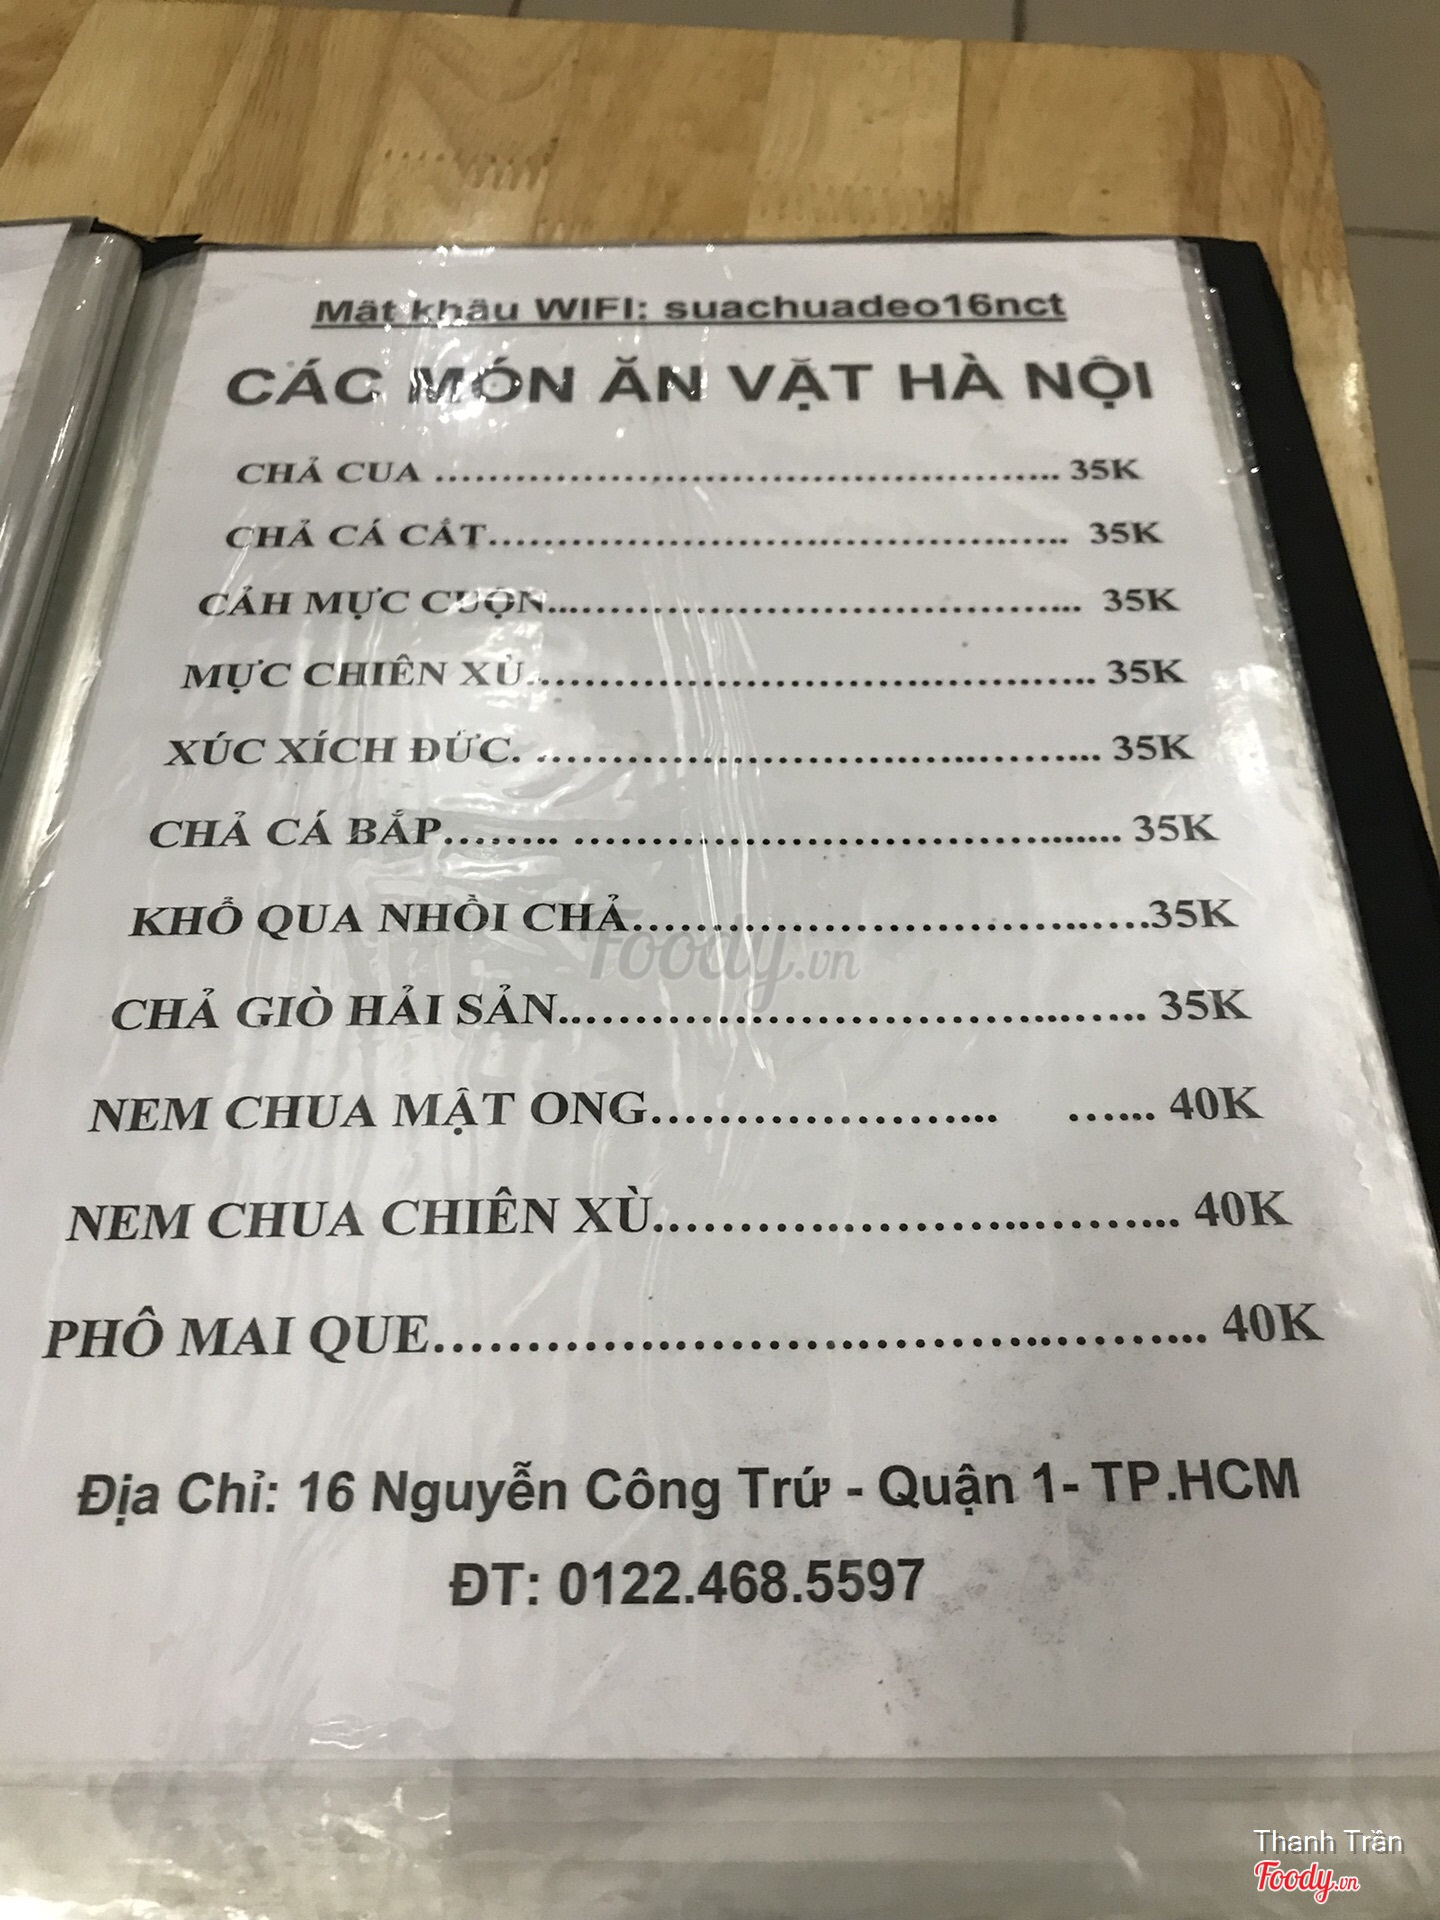 Mật khẩu WIFI: suachuadeo16nct
CÁC MÓN ĂN VẶT HÀ NỘI
CHẢ CUA ........................................................ 35K
CHẢ CÁ CẮT.................................................... 35K
CẢH MỰC CUỘN............................................... 35K
MỰC CHIÊN XÙ................................................. 35K
XÚC XÍCH ĐỨC. ................................................ 35K
CHẢ CÁ BẮP........ .......................................... 35K
KHỔ QUA NHỒI CHẢ........................................35K
CHẢ GIÒ HẢI SẢN.......................................... 35K
NEM CHUA MẬT ONG........................ ...... 40K
NEM CHUA CHIÊN XÙ................................... 40K
PHÔ MAI QUE................................................ 40K
Địa Chỉ: 16 Nguyễn Công Trứ - Quận 1- TP.HCM
ĐT: 0122.468.5597
Foody.vn
Thanh Trần
Foody.vn